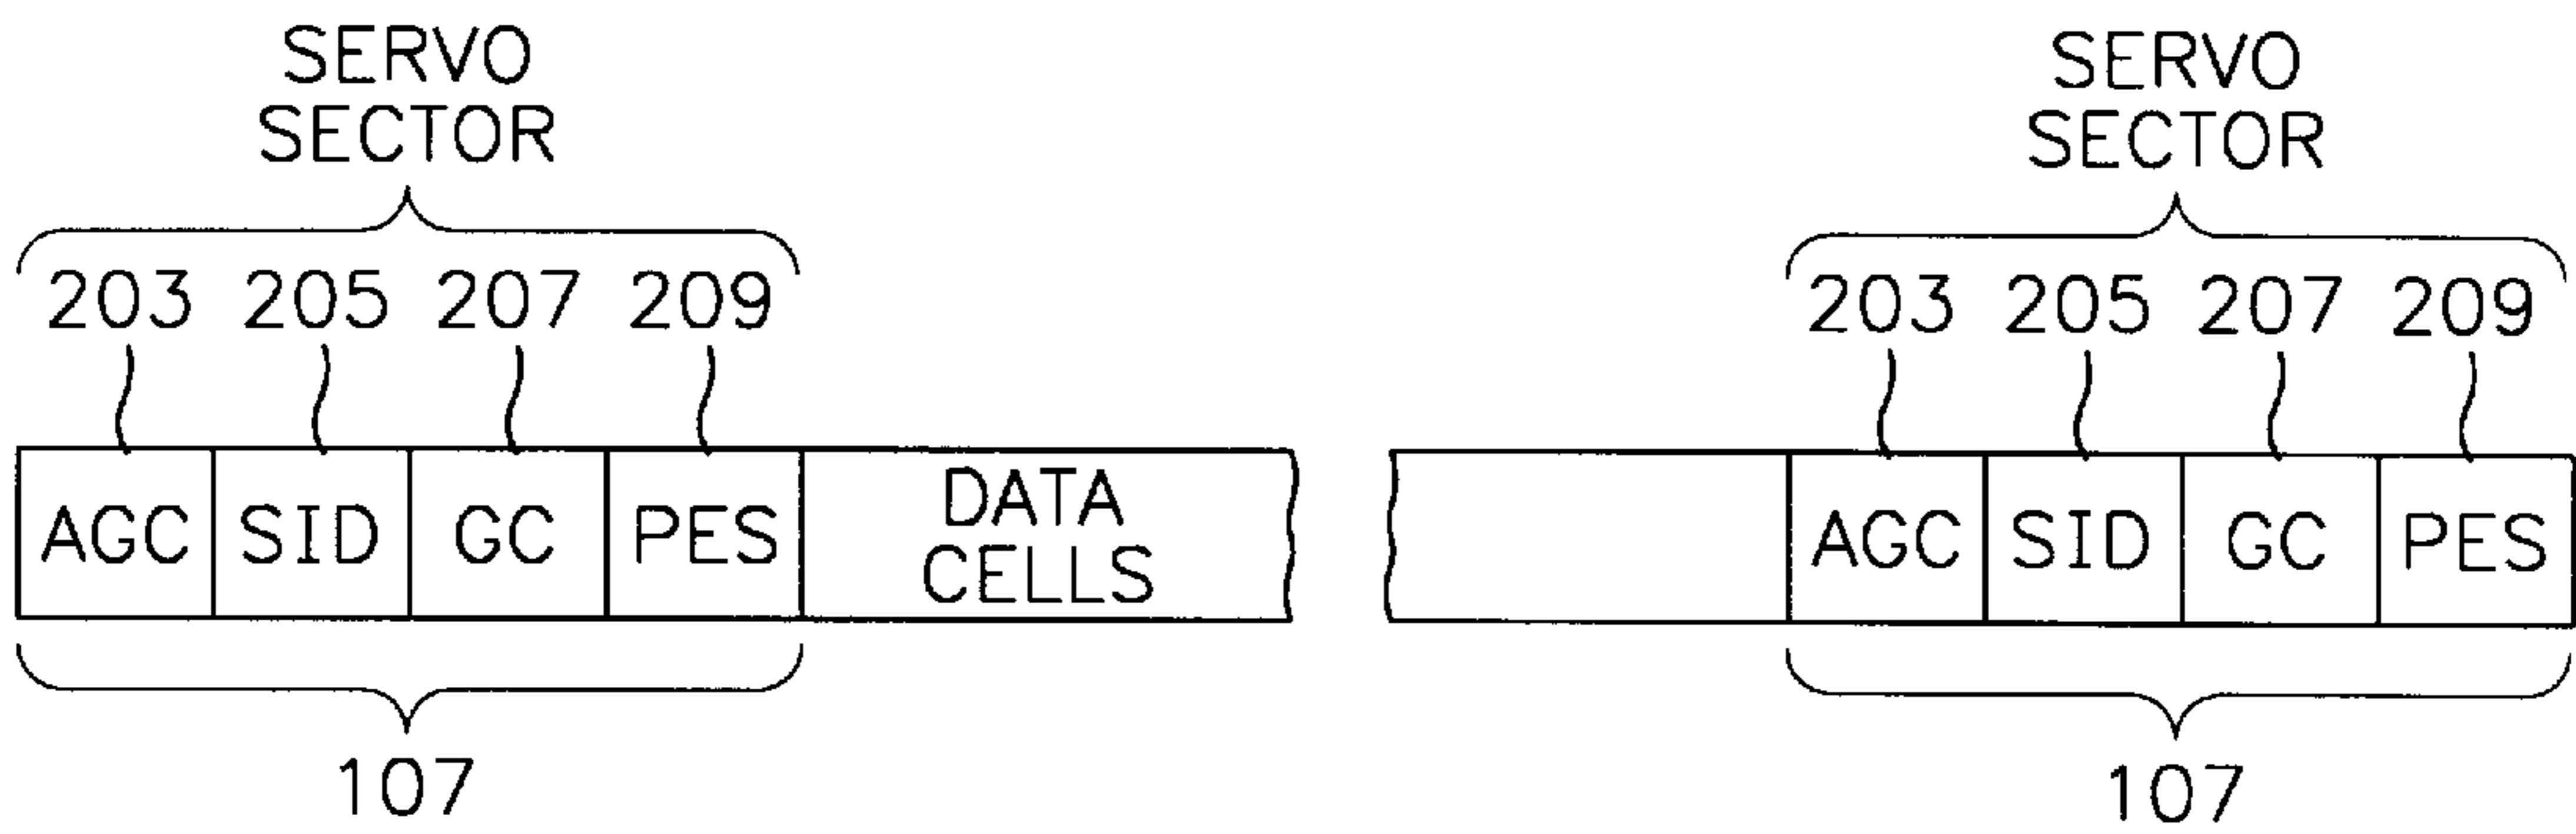 SERVO
SECTOR
SERVO
SECTOR
203 205 207 209
203 205 207 209
AGC SID GC PES DATA
CELLS
AGC SID GC PES
107
107